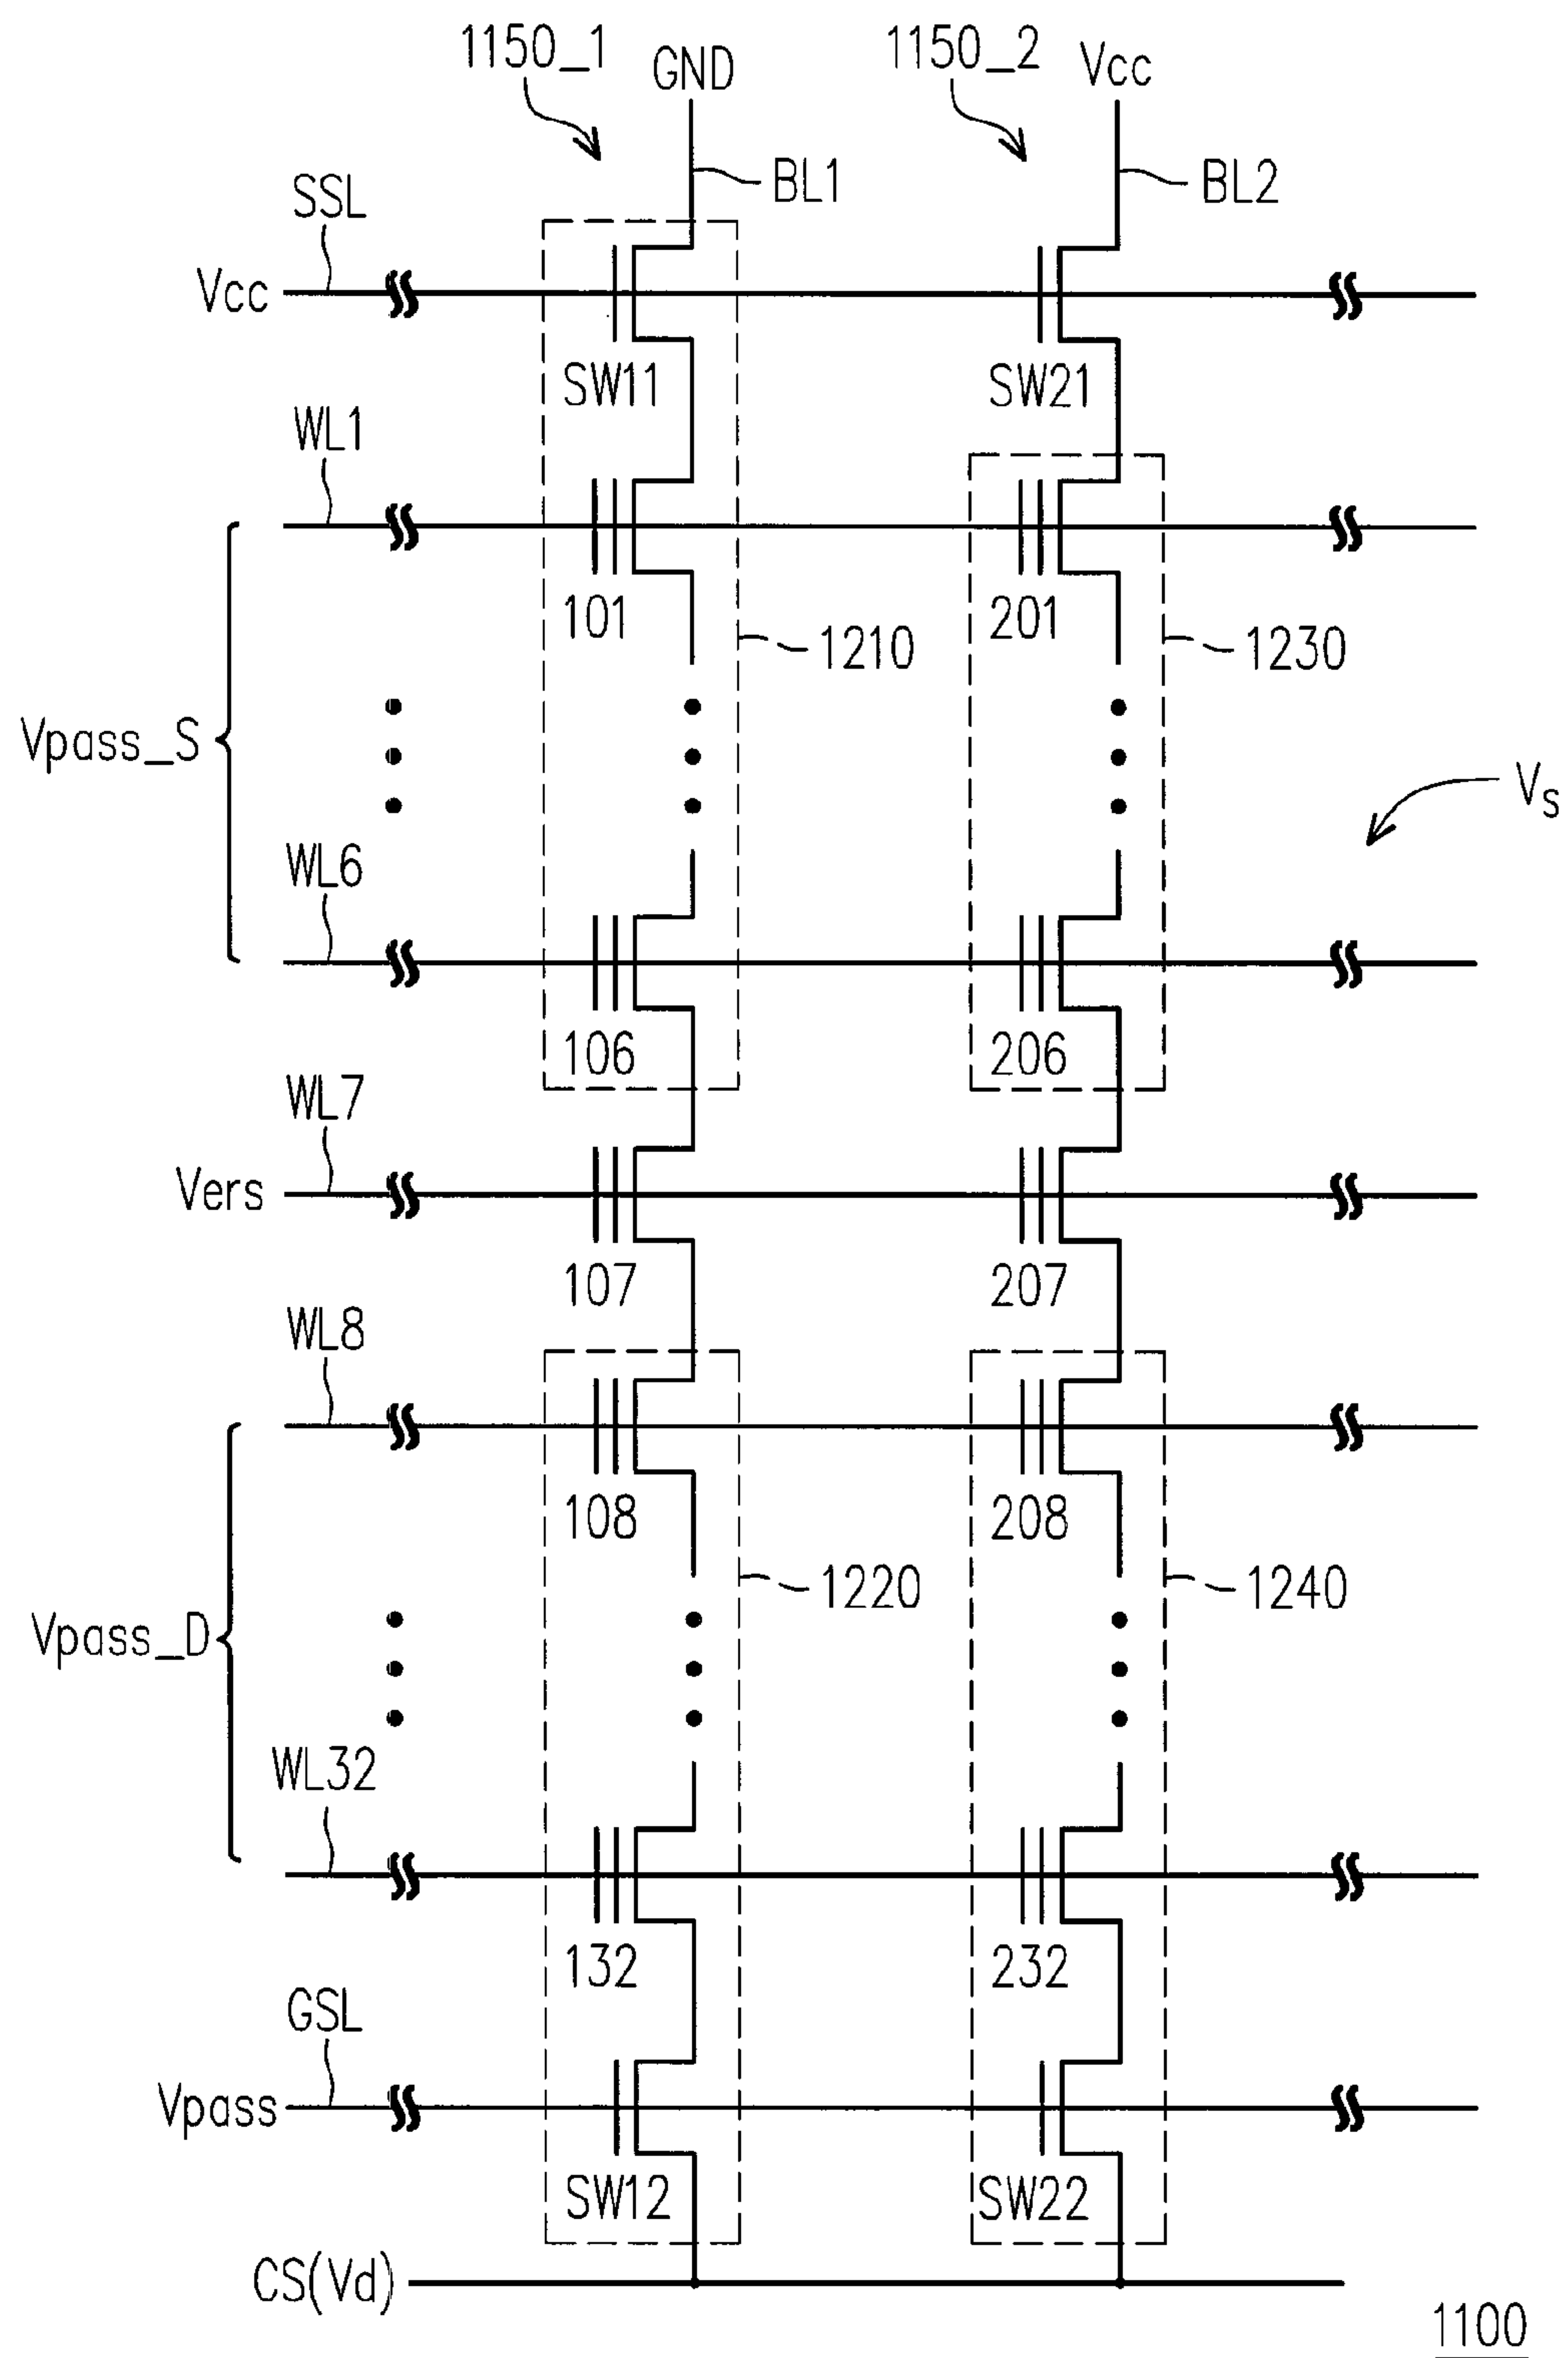 1150_1 GND 1150_2 Vcc
BL1 BL2
SSL
Vcc
SW11 SW21
WL1
101 201
1210 1230
Vpass_S
Vs
WL6
106 206
WL7
Vers
107 207
WL8
108 208
1220 1240
Vpass_D
WL32
132 232
GSL
Vpass
SW12 SW22
CS(Vd)
1100